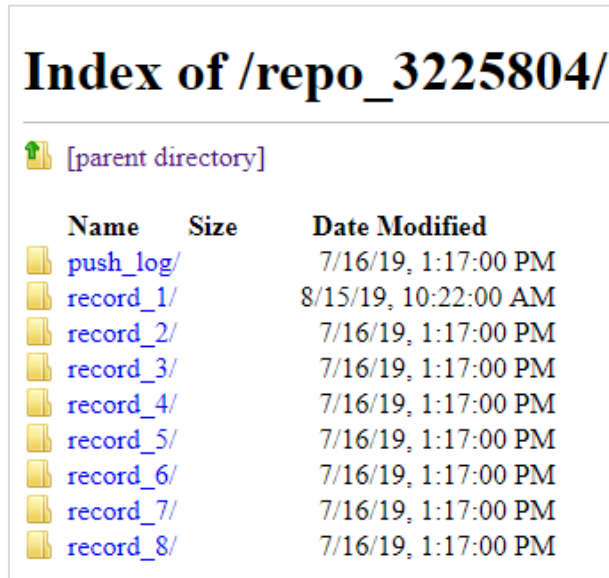 Index of /repo_3225804/
[parent directory]
Name Size Date Modified
push_log/ 7/16/19, 1:17:00 PM
record_1/ 8/15/19, 10:22:00 AM
record_2/ 7/16/19, 1:17:00 PM
record_3/ 7/16/19, 1:17:00 PM
record_4/ 7/16/19, 1:17:00 PM
record_5/ 7/16/19, 1:17:00 PM
record_6/ 7/16/19, 1:17:00 PM
record_7/ 7/16/19, 1:17:00 PM
record_8/ 7/16/19, 1:17:00 PM